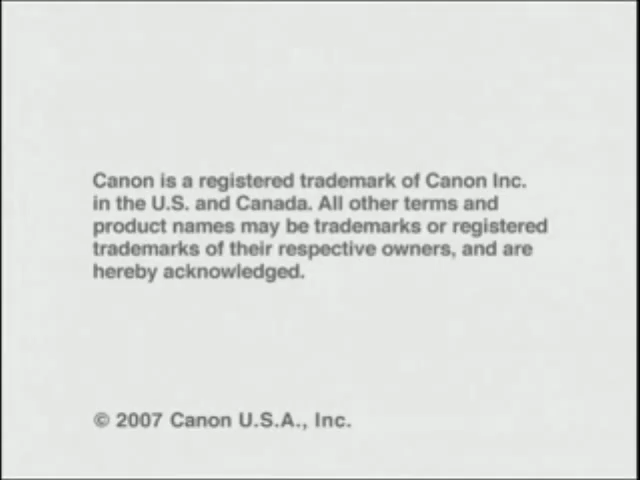 Canon is a registered trademark of Canon Inc.
in the U.S. and Canada. All other terms and
product names may be trademarks or registered
trademarks of their respective owners, and are
hereby acknowledged.
© 2007 Canon U.S.A., Inc.